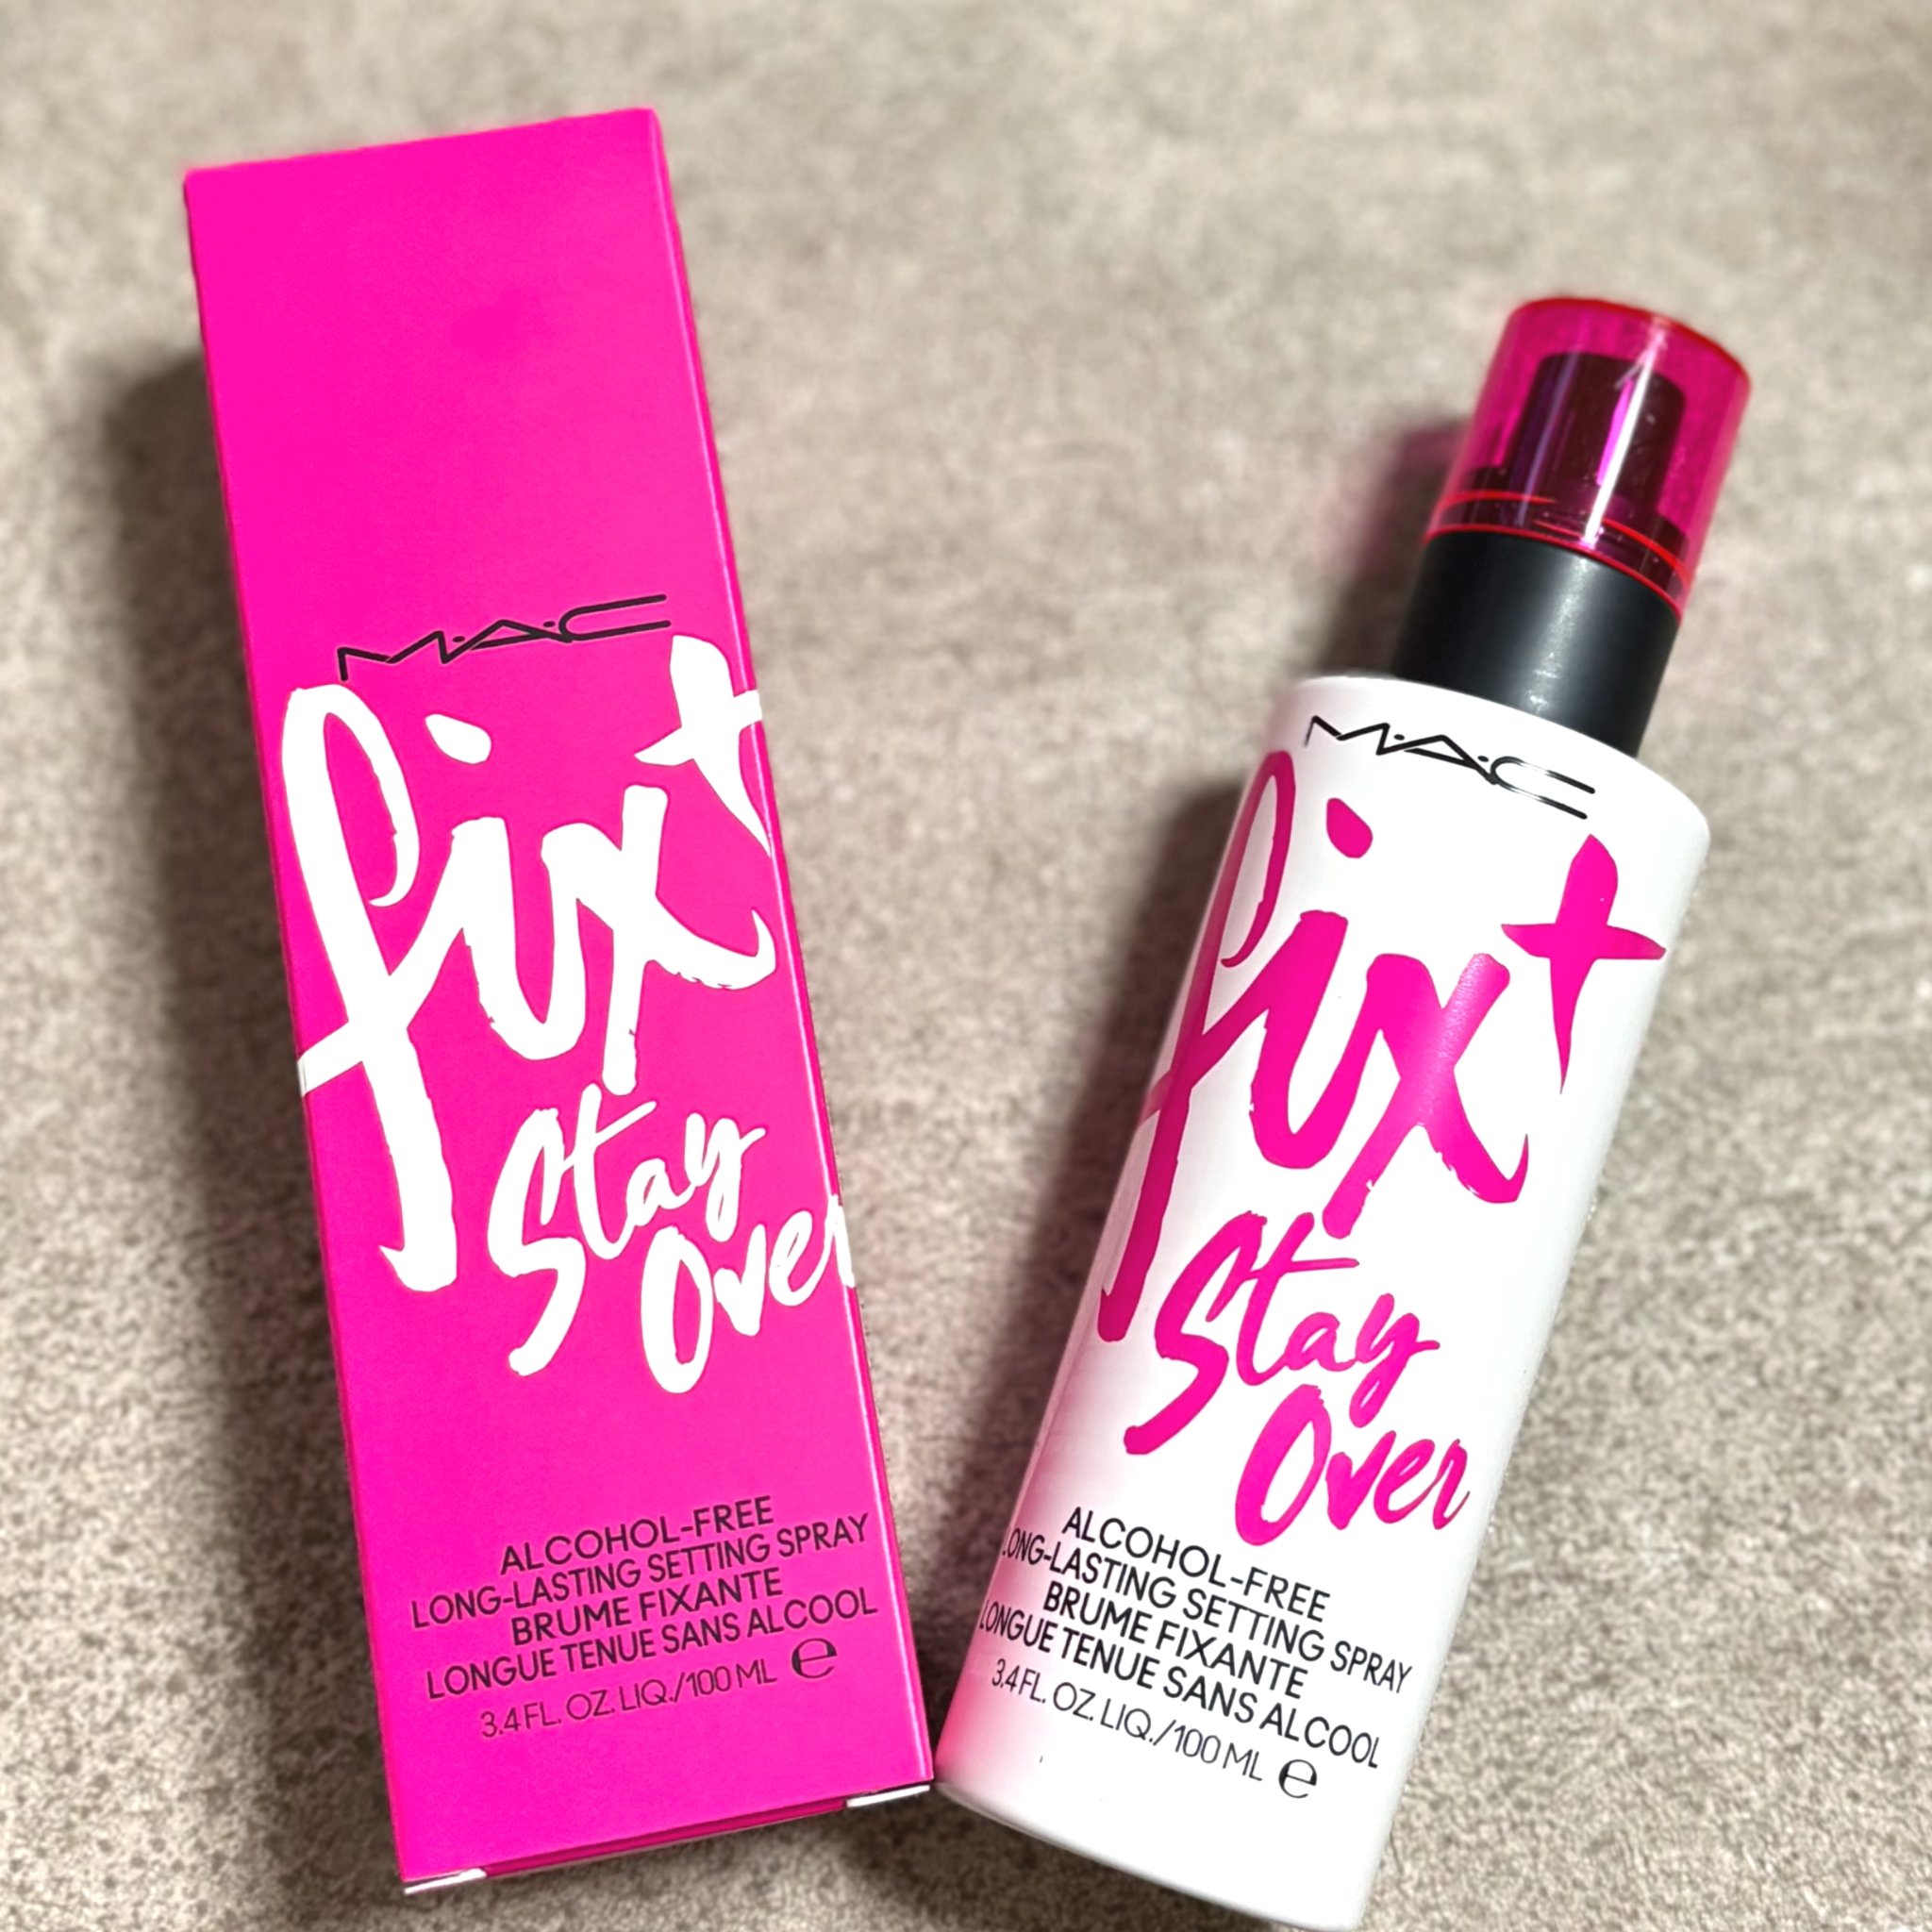 M·A·C
fix+
Stay
Over
ALCOHOL-FREE
LONG-LASTING SETTING SPRAY
BRUME FIXANTE
LONGUE TENUE SANS ALCOOL
3.4 FL. OZ. LIQ./100 ML ℮
M·A·C
fix+
Stay
Over
ALCOHOL-FREE
LONG-LASTING SETTING SPRAY
BRUME FIXANTE
LONGUE TENUE SANS ALCOOL
3.4 FL. OZ. LIQ./100 ML ℮